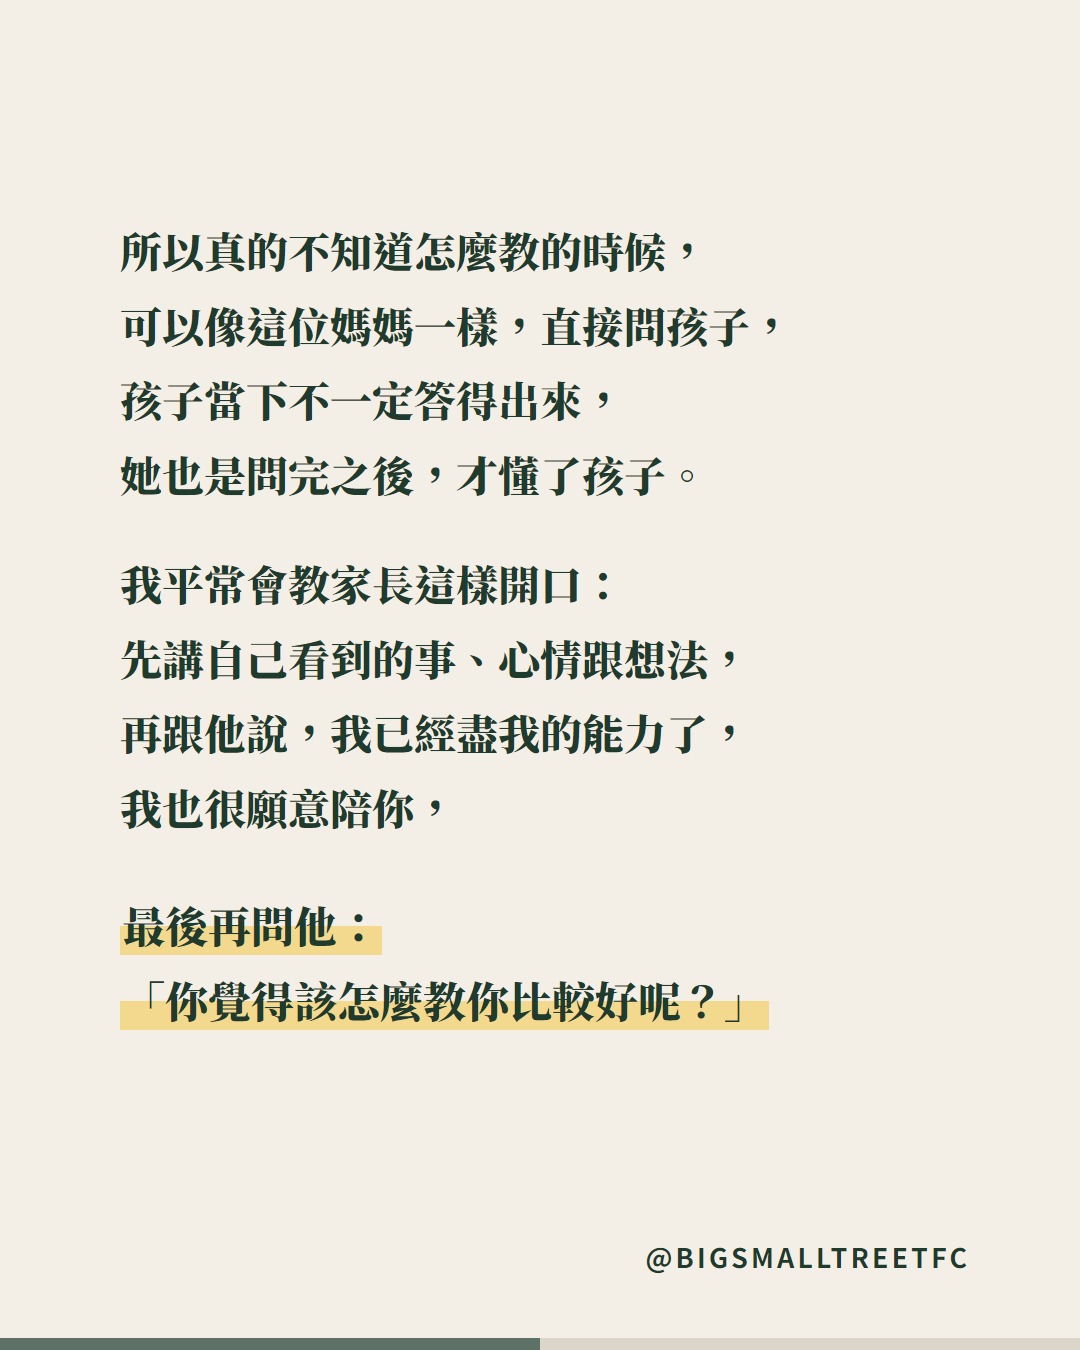 所以真的不知道怎麼教的時候，
可以像這位媽媽一樣，直接問孩子，
孩子當下不一定答得出來，
她也是問完之後，才懂了孩子。
我平常會教家長這樣開口：
先講自己看到的事、心情跟想法，
再跟他說，我已經盡我的能力了，
我也很願意陪你，
最後再問他：
「你覺得該怎麼教你比較好呢？」
@BIGSMALLTREETFC